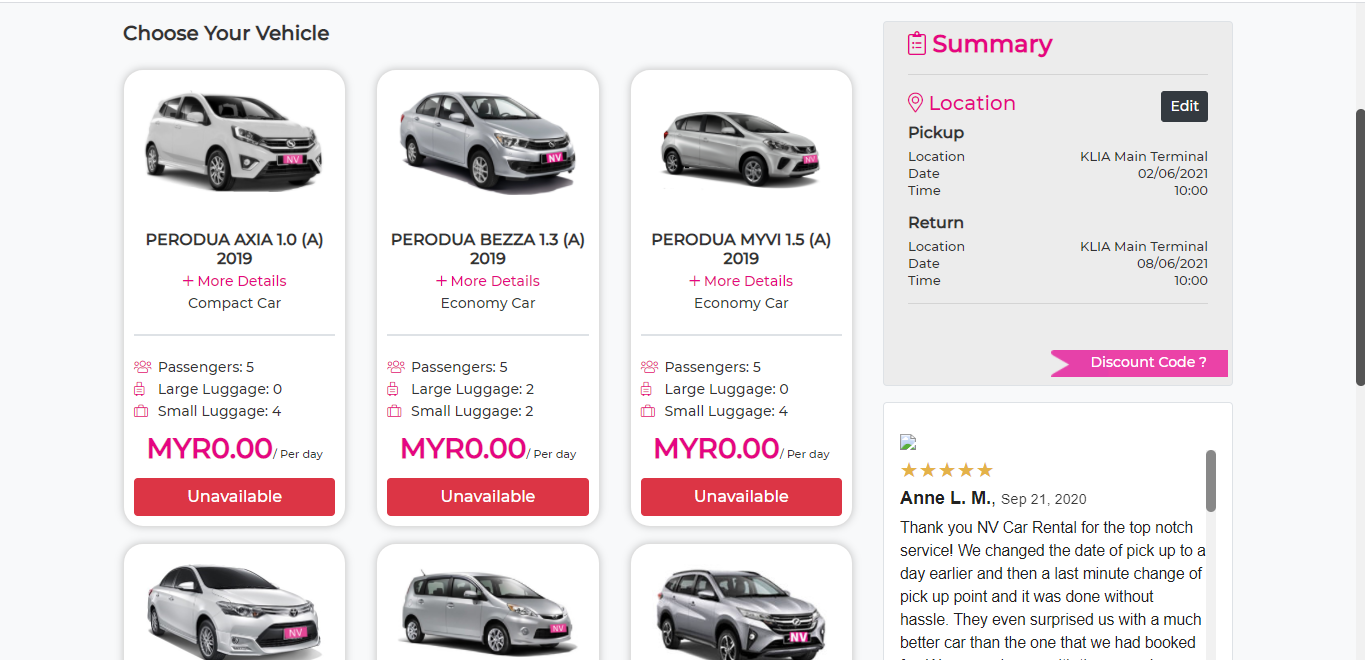 Choose Your Vehicle
NV
PERODUA AXIA 1.0 (A)
2019
+ More Details
Compact Car
Passengers: 5
Large Luggage: 0
Small Luggage: 4
MYR0.00/ Per day
Unavailable
NV
PERODUA BEZZA 1.3 (A)
2019
+ More Details
Economy Car
Passengers: 5
Large Luggage: 2
Small Luggage: 2
MYR0.00/ Per day
Unavailable
NV
PERODUA MYVI 1.5 (A)
2019
+ More Details
Economy Car
Passengers: 5
Large Luggage: 0
Small Luggage: 4
MYR0.00/ Per day
Unavailable
NV
NV
NV
Summary
Location
Edit
Pickup
Location KLIA Main Terminal
Date 02/06/2021
Time 10:00
Return
Location KLIA Main Terminal
Date 08/06/2021
Time 10:00
Discount Code ?
Anne L. M., Sep 21, 2020
Thank you NV Car Rental for the top notch
service! We changed the date of pick up to a
day earlier and then a last minute change of
pick up point and it was done without
hassle. They even surprised us with a much
better car than the one that we had booked